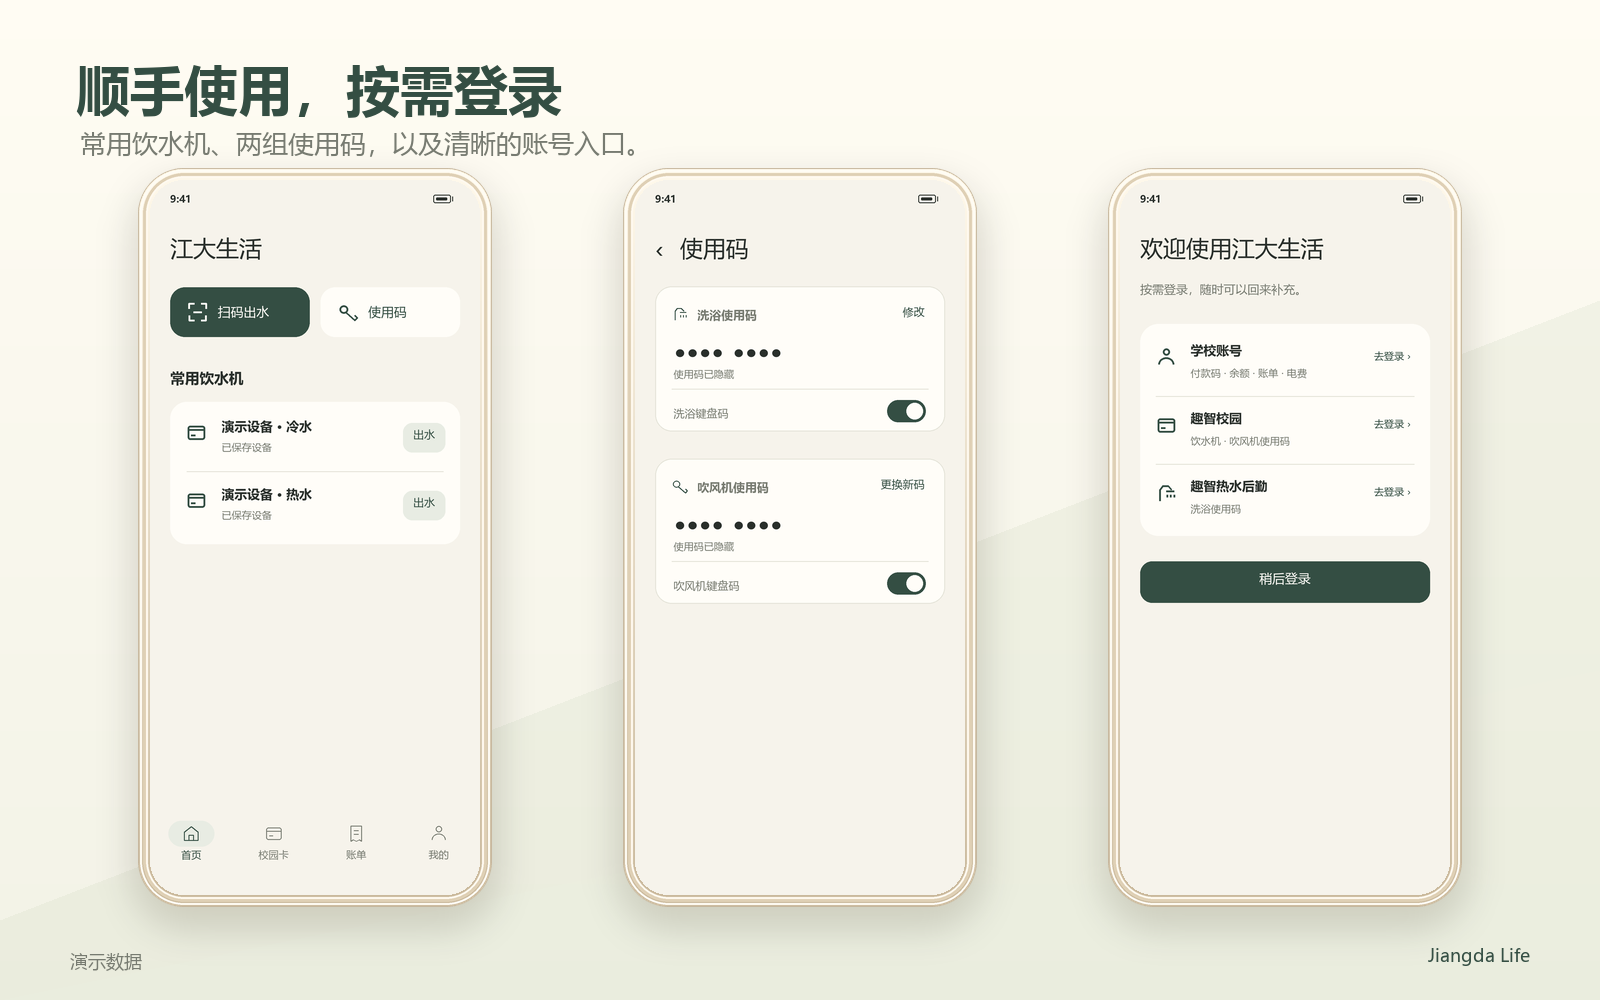 顺手使用，按需登录
常用饮水机、两组使用码，以及清晰的账号入口。
9:41
江大生活
扫码出水
使用码
常用饮水机
演示设备 · 冷水
已保存设备
出水
演示设备 · 热水
已保存设备
出水
首页
校园卡
账单
我的
9:41
‹ 使用码
洗浴使用码
修改
●●●● ●●●●
使用码已隐藏
洗浴键盘码
吹风机使用码
更换新码
●●●● ●●●●
使用码已隐藏
吹风机键盘码
9:41
欢迎使用江大生活
按需登录，随时可以回来补充。
学校账号
付款码 · 余额 · 账单 · 电费
去登录 ›
趣智校园
饮水机 · 吹风机使用码
去登录 ›
趣智热水后勤
洗浴使用码
去登录 ›
稍后登录
演示数据
Jiangda Life